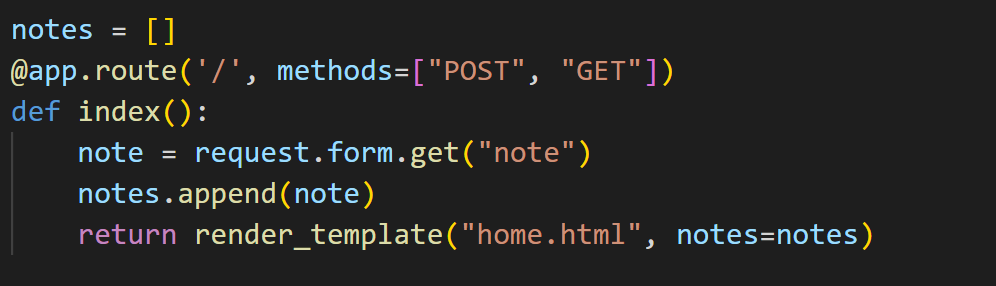 notes = []
@app.route('/', methods=["POST", "GET"])
def index():
    note = request.form.get("note")
    notes.append(note)
    return render_template("home.html", notes=notes)